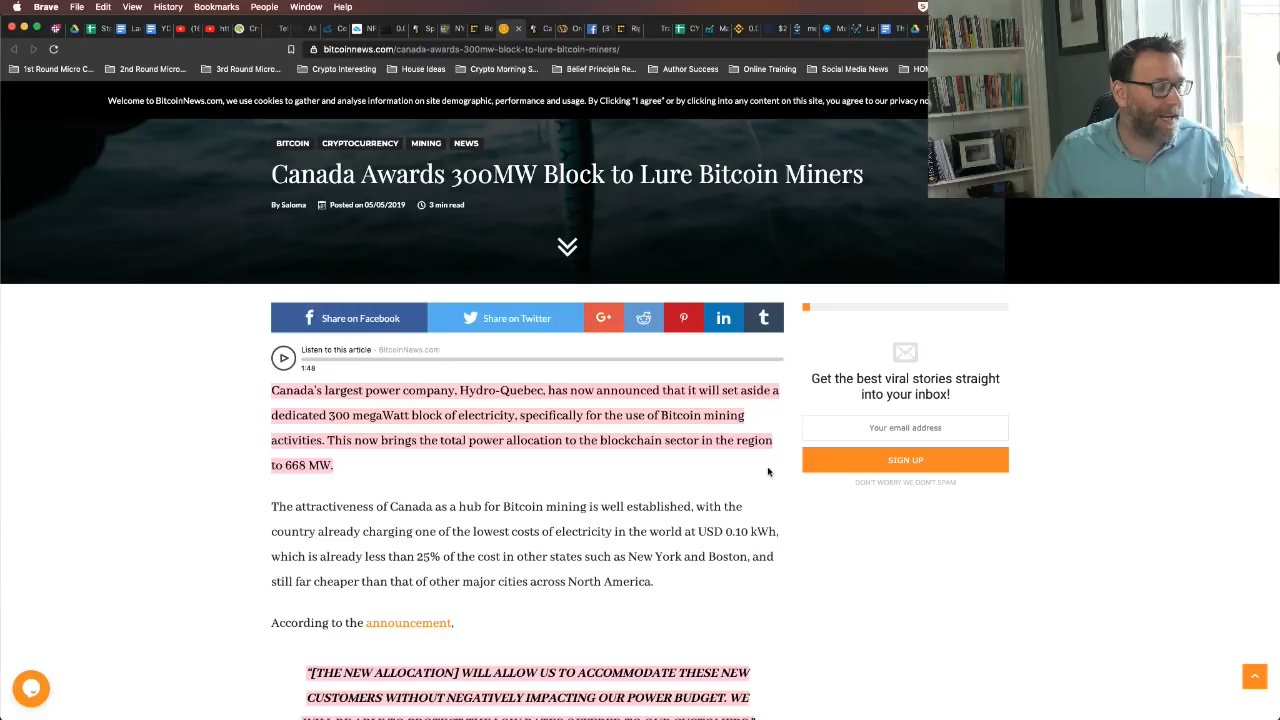 Brave File Edit View History Bookmarks People Window Help
bitcoinnews.com/canada-awards-300mw-block-to-lure-bitcoin-miners/
1st Round Micro C... 2nd Round Micro... 3rd Round Micro... Crypto Interesting House Ideas Crypto Morning S... Belief Principle Re... Author Success Online Training Social Media News
Welcome to BitcoinNews.com, we use cookies to gather and analyse information on site demographic, performance and usage. By Clicking "I agree" or by clicking into any content on this site, you agree to our privacy
BITCOIN CRYPTOCURRENCY MINING NEWS
Canada Awards 300MW Block to Lure Bitcoin Miners
By Saloma Posted on 05/05/2019 3 min read
Share on Facebook Share on Twitter
Listen to this article - BitcoinNews.com
1:48
Canada's largest power company, Hydro-Quebec, has now announced that it will set aside a
dedicated 300 megaWatt block of electricity, specifically for the use of Bitcoin mining
activities. This now brings the total power allocation to the blockchain sector in the region
to 668 MW.
The attractiveness of Canada as a hub for Bitcoin mining is well established, with the
country already charging one of the lowest costs of electricity in the world at USD 0.10 kWh,
which is already less than 25% of the cost in other states such as New York and Boston, and
still far cheaper than that of other major cities across North America.
According to the announcement,
"[THE NEW ALLOCATION] WILL ALLOW US TO ACCOMMODATE THESE NEW
CUSTOMERS WITHOUT NEGATIVELY IMPACTING OUR POWER BUDGET. WE
Get the best viral stories straight
into your inbox!
Your email address
SIGN UP
DON'T WORRY WE DON'T SPAM